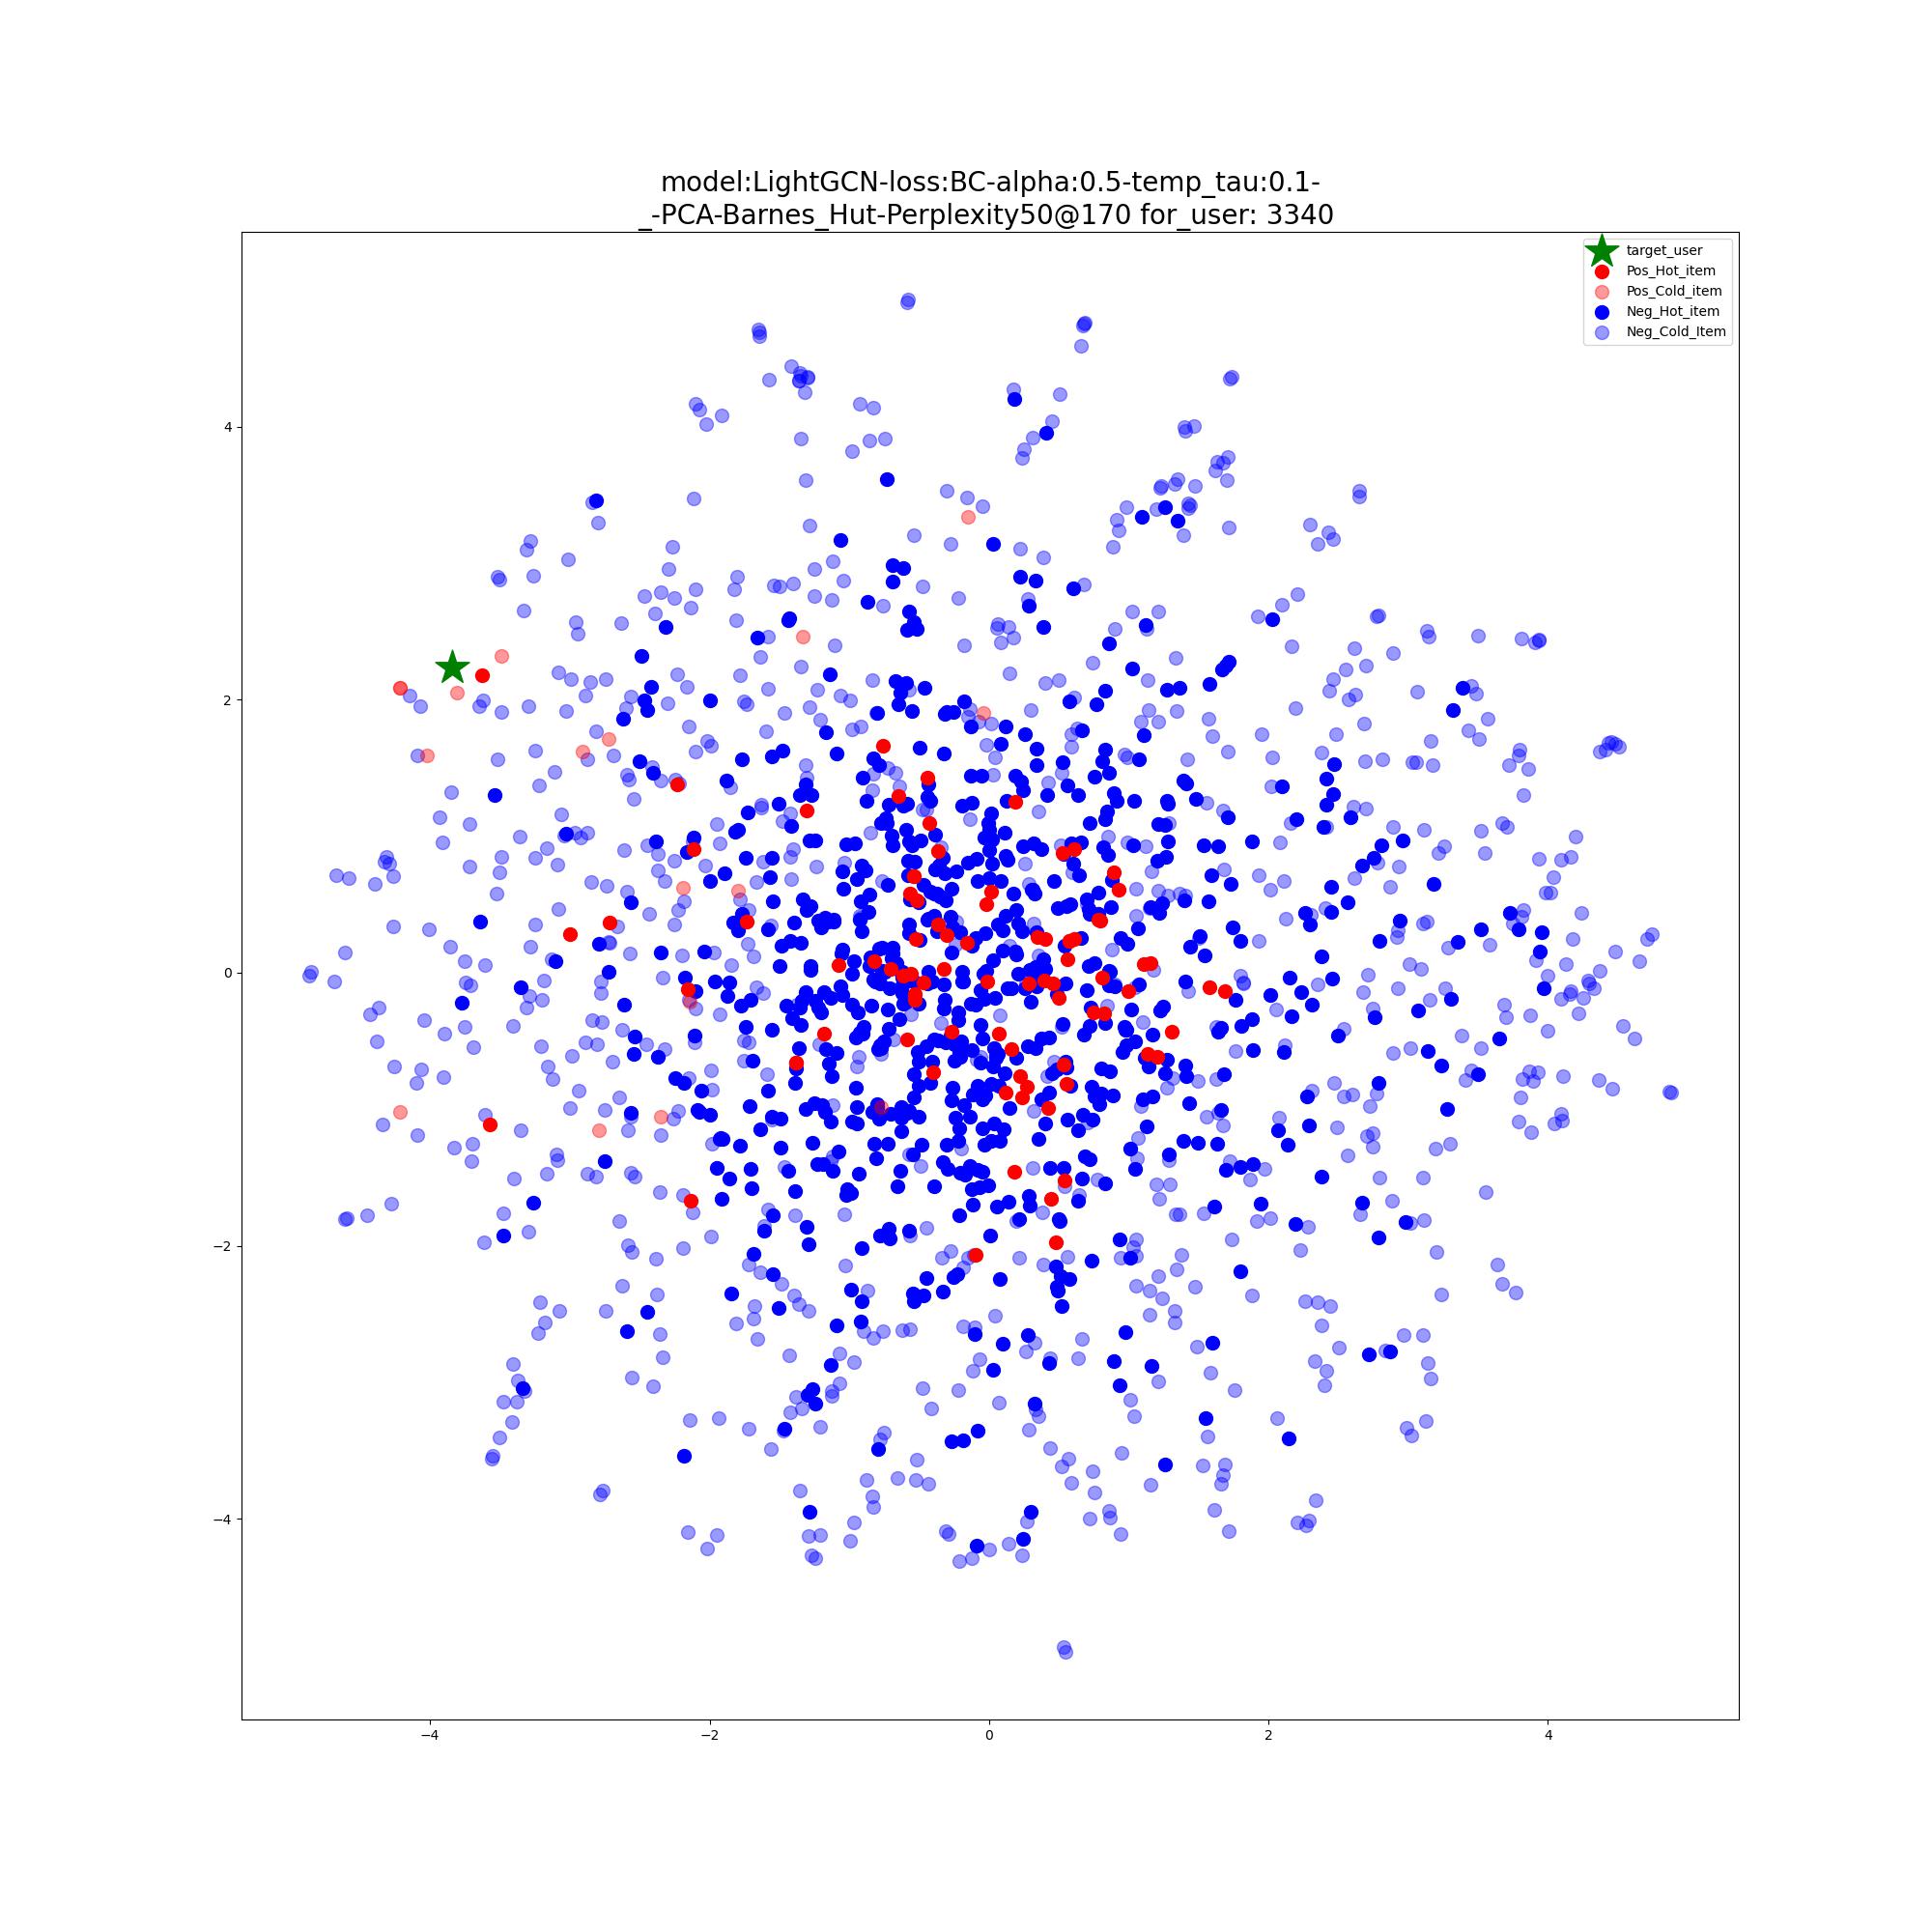 model:LightGCN-loss:BC-alpha:0.5-temp_tau:0.1-
_-PCA-Barnes_Hut-Perplexity50@170 for_user: 3340
target_user
Pos_Hot_item
Pos_Cold_item
Neg_Hot_item
Neg_Cold_Item
4
2
0
−2
−4
−4
−2
0
2
4